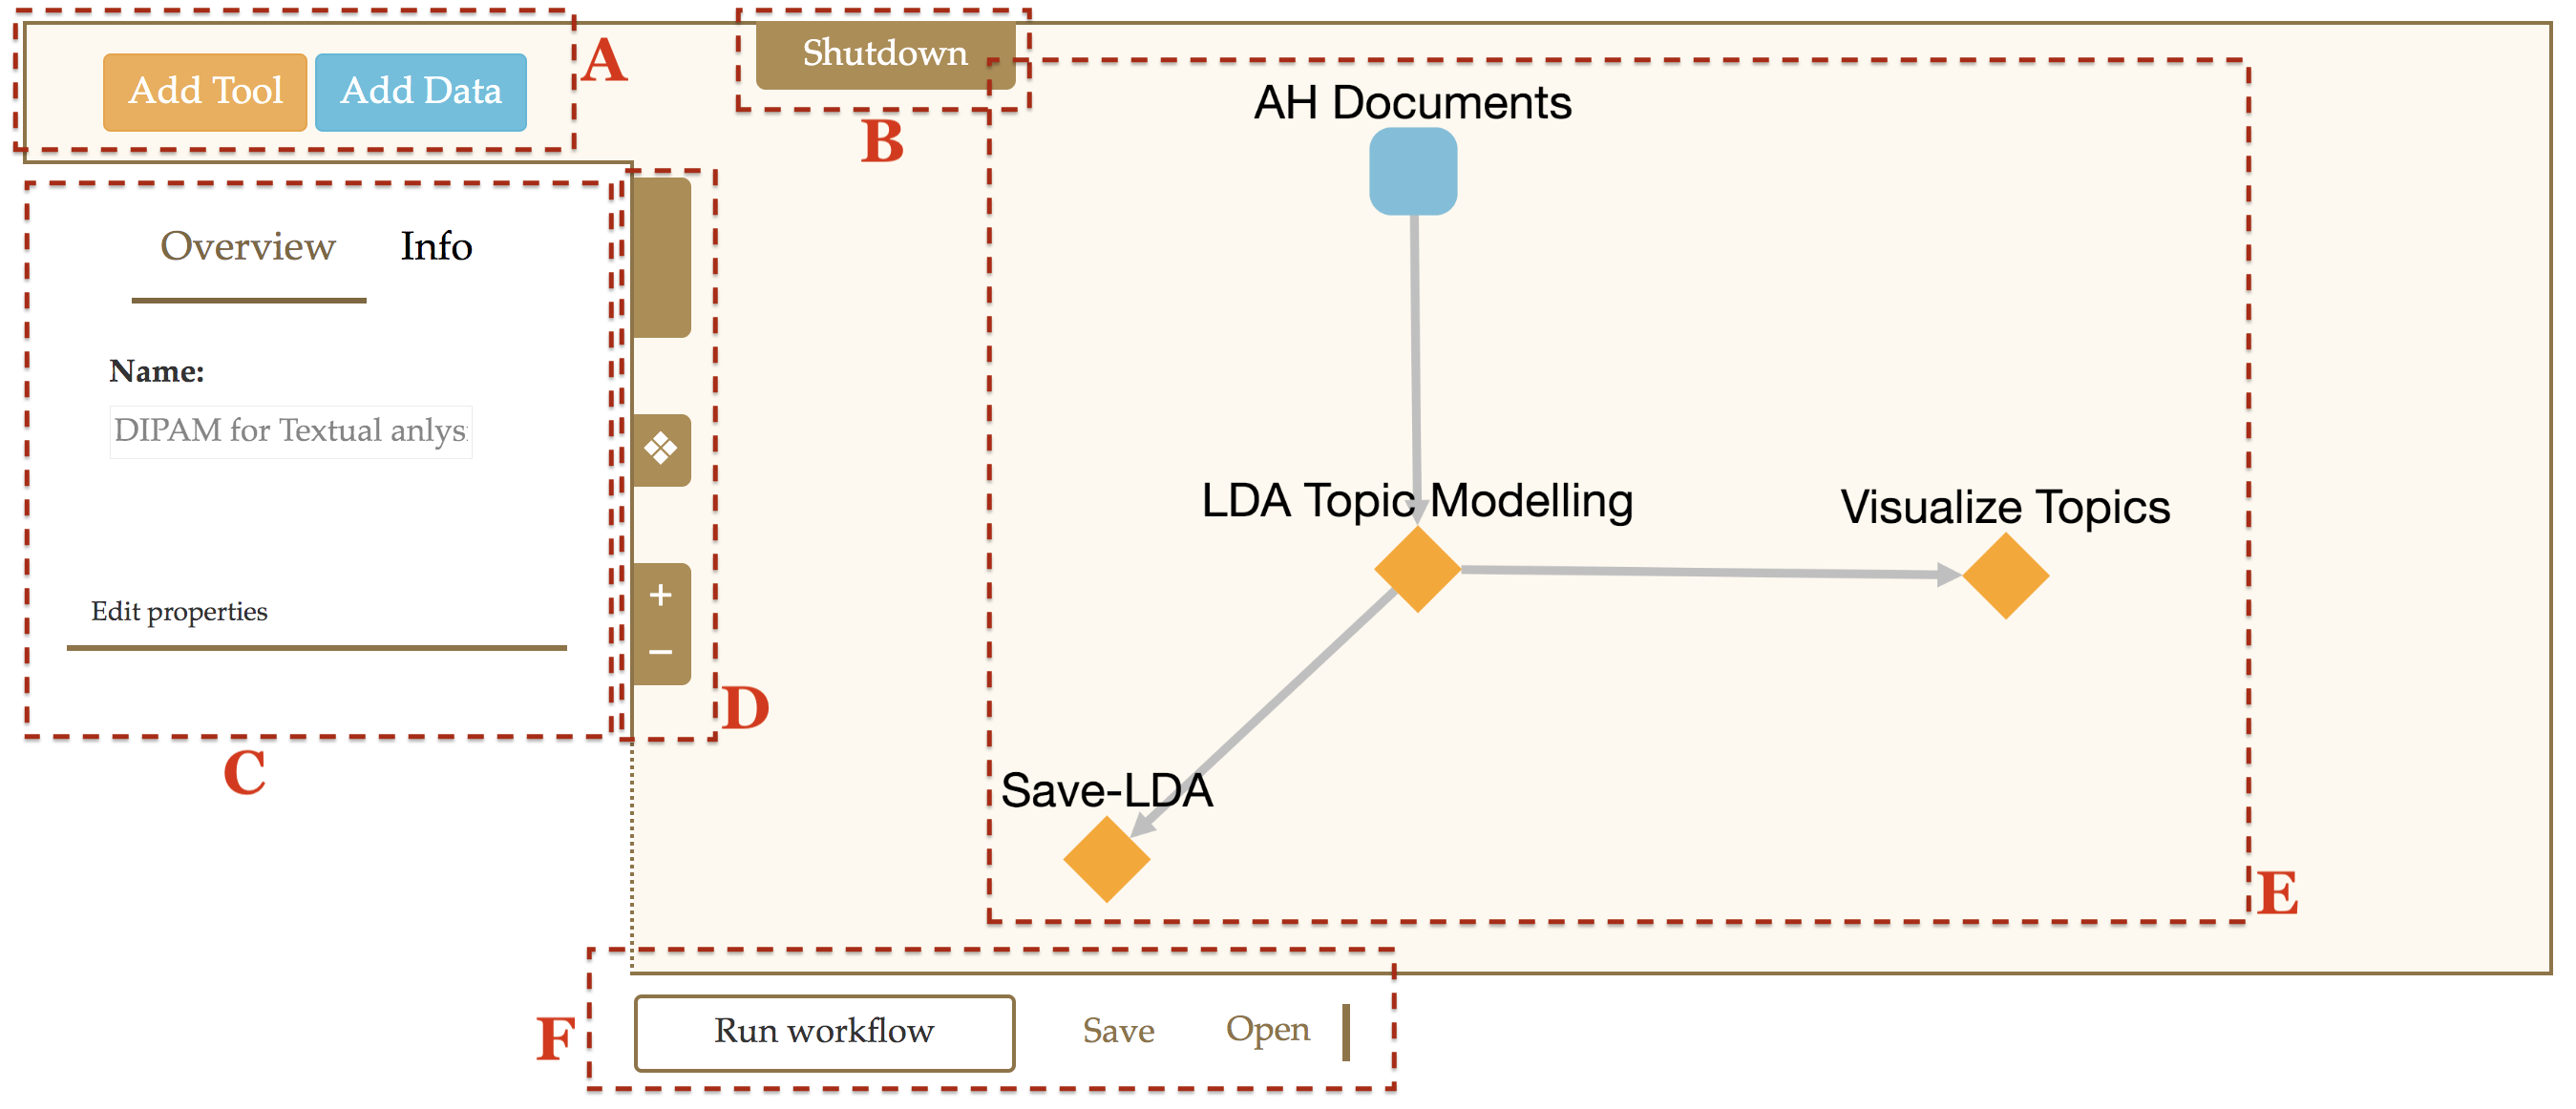 Add Tool Add Data
A
Shutdown
B
Overview Info
Name:
DIPAM for Textual anlys
Edit properties
C
+
−
D
AH Documents
LDA Topic Modelling
Visualize Topics
Save-LDA
E
F
Run workflow Save Open